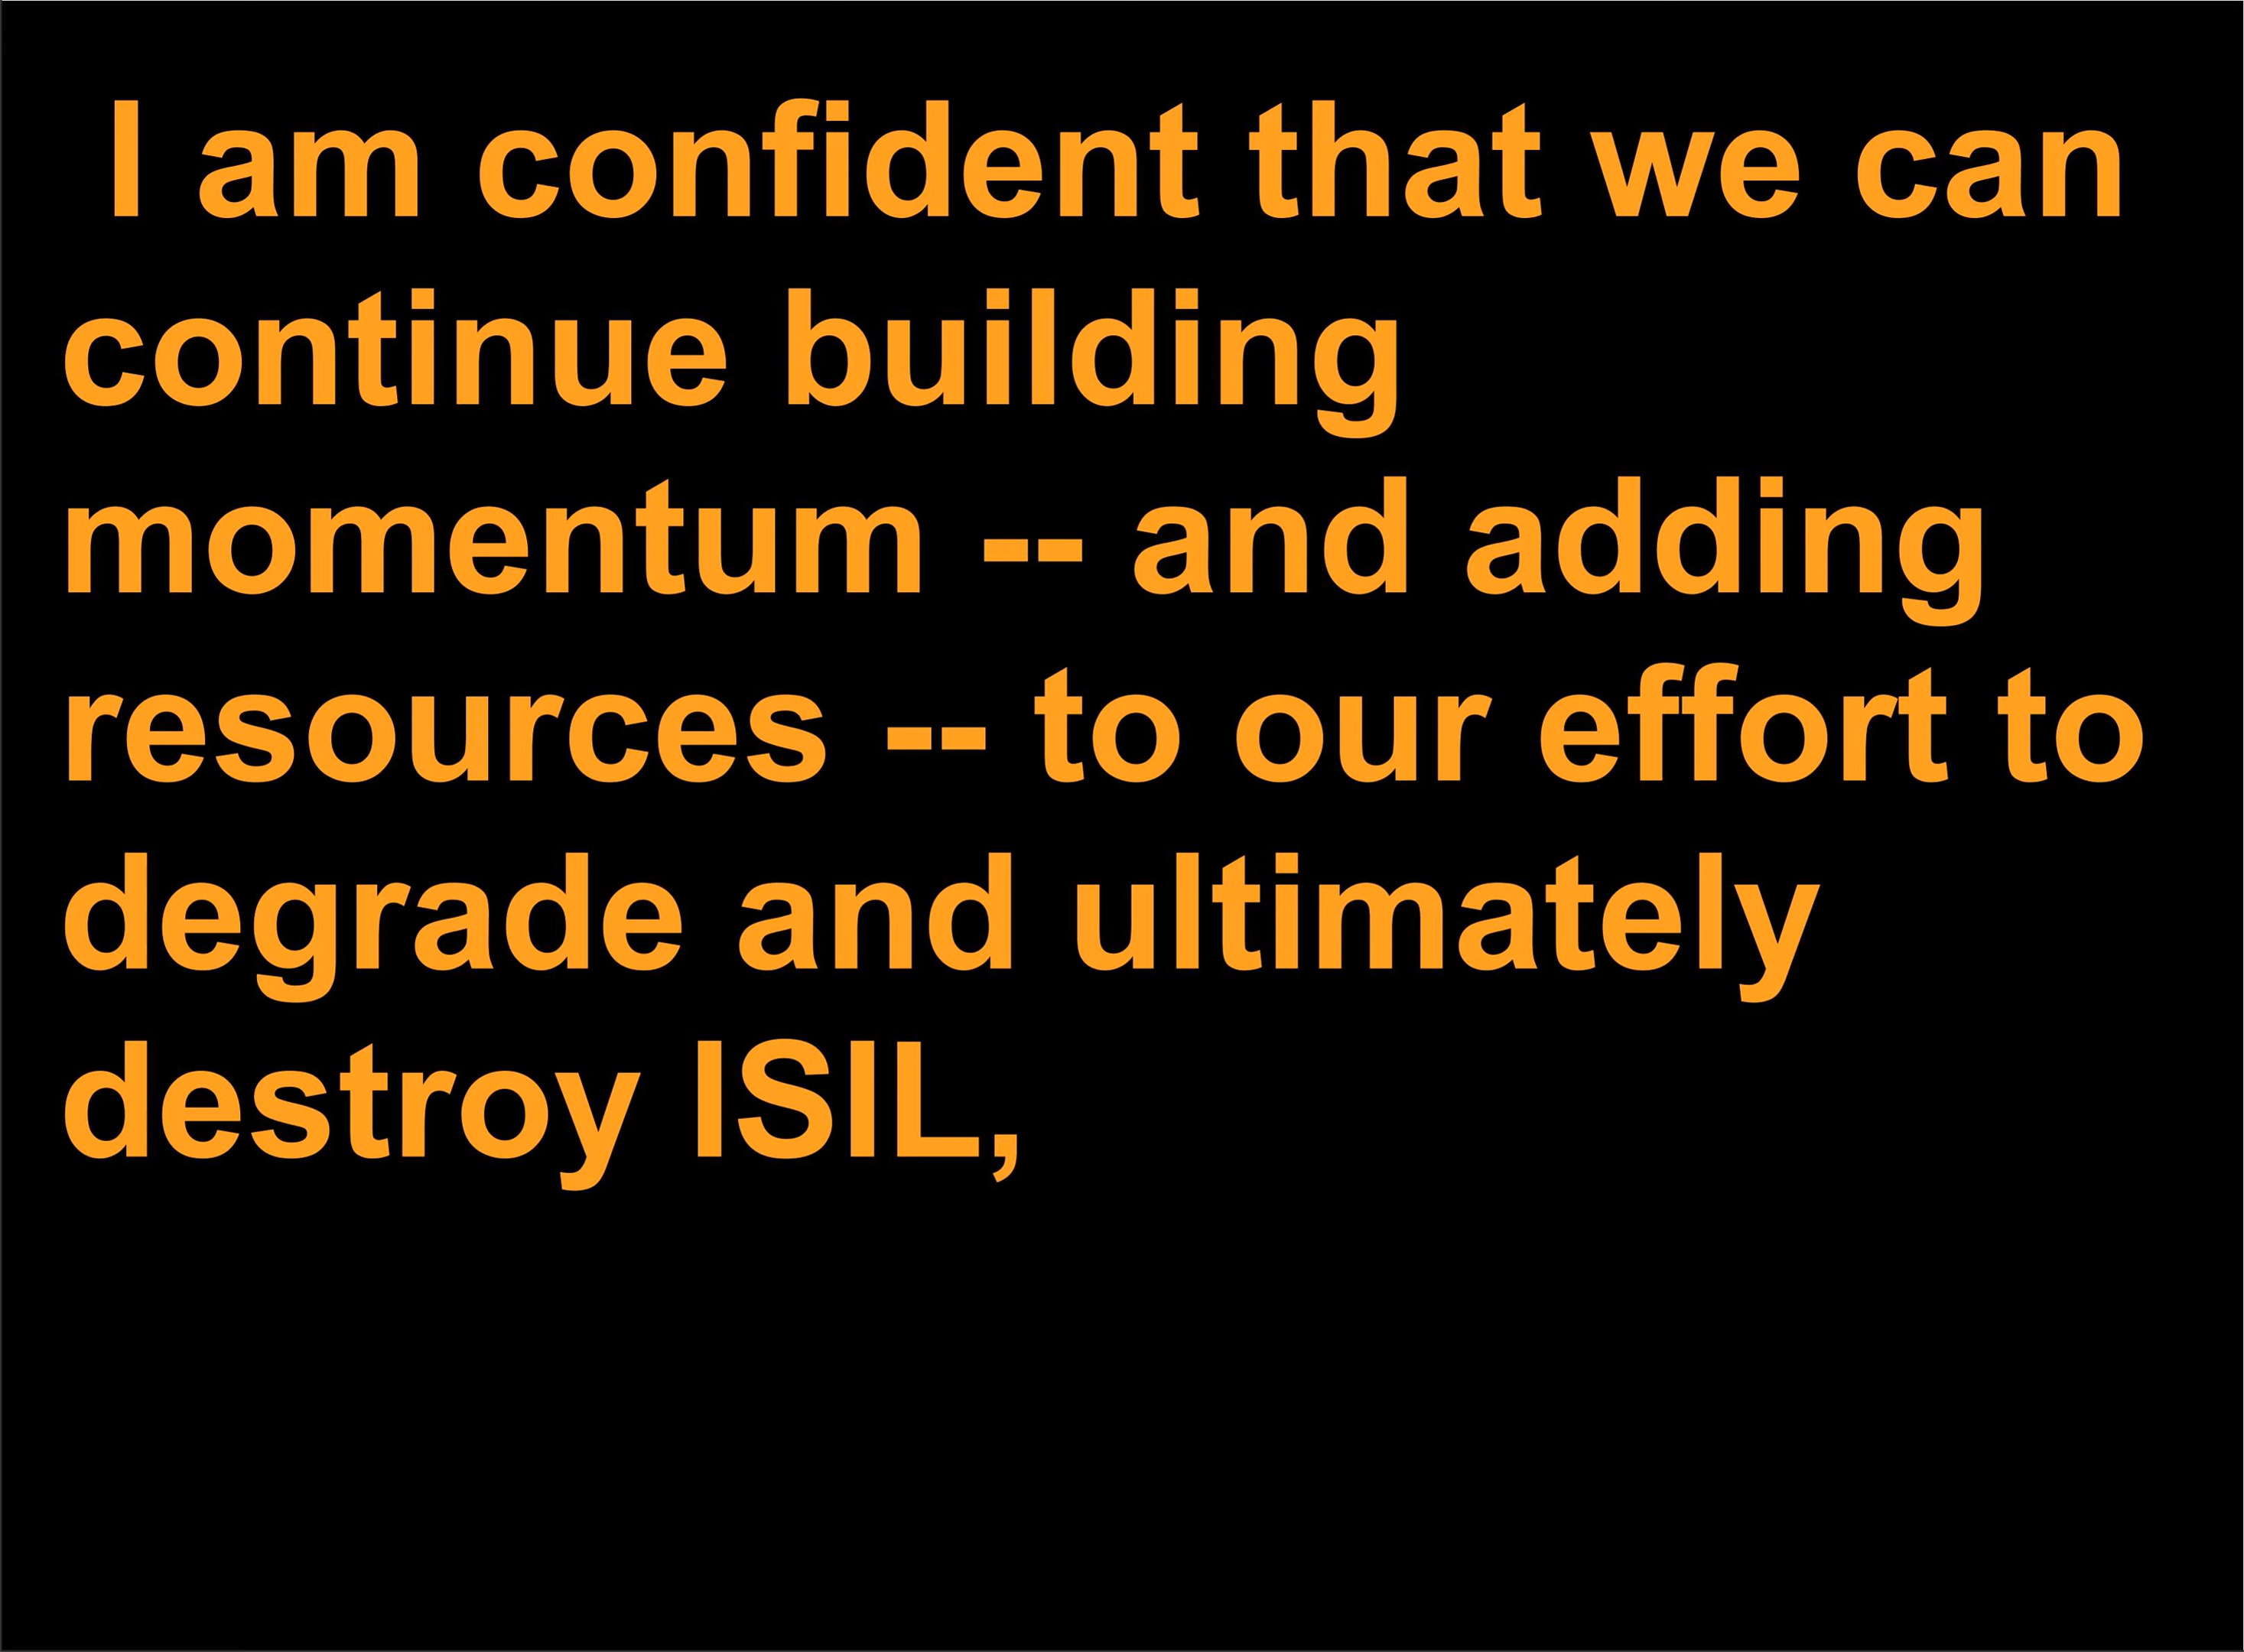 I am confident that we can
continue building
momentum -- and adding
resources -- to our effort to
degrade and ultimately
destroy ISIL,